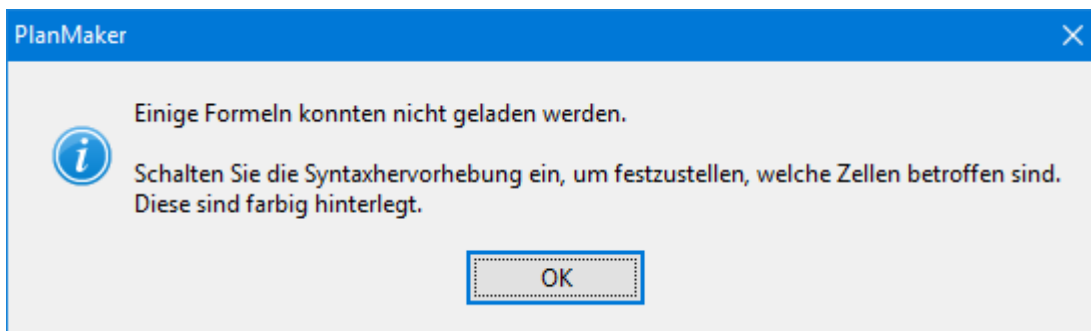 PlanMaker
Einige Formeln konnten nicht geladen werden.
Schalten Sie die Syntaxhervorhebung ein, um festzustellen, welche Zellen betroffen sind.
Diese sind farbig hinterlegt.
OK